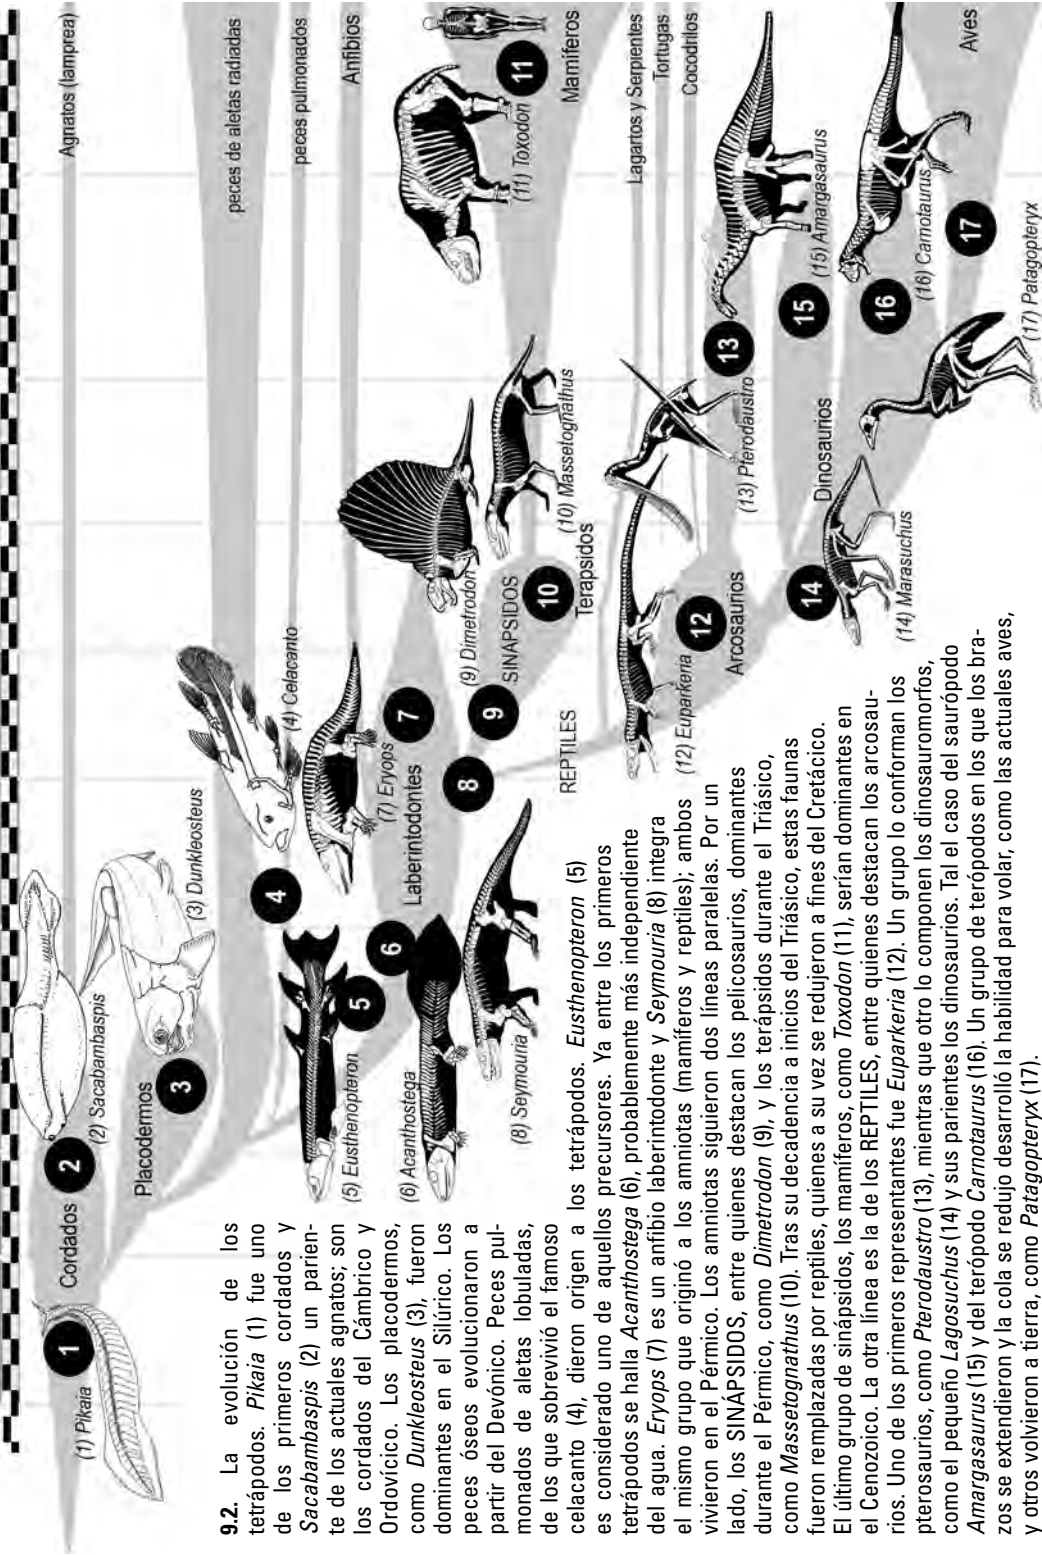 Agnatos (lamprea)
peces de aletas radiadas
peces pulmonados
Anfibios
11
Mamíferos
(11) Toxodon
Lagartos y Serpientes
Tortugas
Cocodrilos
Aves
13
15
(15) Amargasaurus
16
(16) Carnotaurus
17
(17) Patagopteryx
(13) Pterodaustro
Dinosaurios
14
(14) Marasuchus
(10) Massetognathus
10
Terapsidos
(9) Dimetrodon
SINÁPSIDOS
9
12
Arcosaurios
(12) Euparkeria
REPTILES
8
7
(7) Eryops
Laberintodontes
(4) Celacanto
4
(3) Dunkleosteus
6
5
(5) Eusthenopteron
(6) Acanthostega
(8) Seymouria
(2) Sacabambaspis
Placodermos
3
2
Cordados
1
(1) Pikaia
9.2. La evolución de los
tetrápodos. Pikaia (1) fue uno
de los primeros cordados y
Sacabambaspis (2) un parien-
te de los actuales agnatos; son
los cordados del Cámbrico y
Ordovícico. Los placodermos,
como Dunkleosteus (3), fueron
dominantes en el Silúrico. Los
peces óseos evolucionaron a
partir del Devónico. Peces pul-
monados de aletas lobuladas,
de los que sobrevivió el famoso
celacanto (4), dieron origen a los tetrápodos. Eusthenopteron (5)
es considerado uno de aquellos precursores. Ya entre los primeros
tetrápodos se halla Acanthostega (6), probablemente más independiente
del agua. Eryops (7) es un anfibio laberintodonte y Seymouria (8) integra
el mismo grupo que originó a los amniotas (mamíferos y reptiles); ambos
vivieron en el Pérmico. Los amniotas siguieron dos líneas paralelas. Por un
lado, los SINÁPSIDOS, entre quienes destacan los pelicosaurios, dominantes
durante el Pérmico, como Dimetrodon (9), y los terápsidos durante el Triásico,
como Massetognathus (10). Tras su decadencia a inicios del Triásico, estas faunas
fueron remplazadas por reptiles, quienes a su vez se redujeron a fines del Cretácico.
El último grupo de sinápsidos, los mamíferos, como Toxodon (11), serían dominantes en
el Cenozoico. La otra línea es la de los REPTILES, entre quienes destacan los arcosau-
rios. Uno de los primeros representantes fue Euparkeria (12). Un grupo lo conforman los
pterosaurios, como Pterodaustro (13), mientras que otro lo componen los dinosauromorfos,
como el pequeño Lagosuchus (14) y sus parientes los dinosaurios. Tal el caso del saurópodo
Amargasaurus (15) y del terópodo Carnotaurus (16). Un grupo de terópodos en los que los bra-
zos se extendieron y la cola se redujo desarrolló la habilidad para volar, como las actuales aves,
y otros volvieron a tierra, como Patagopteryx (17).